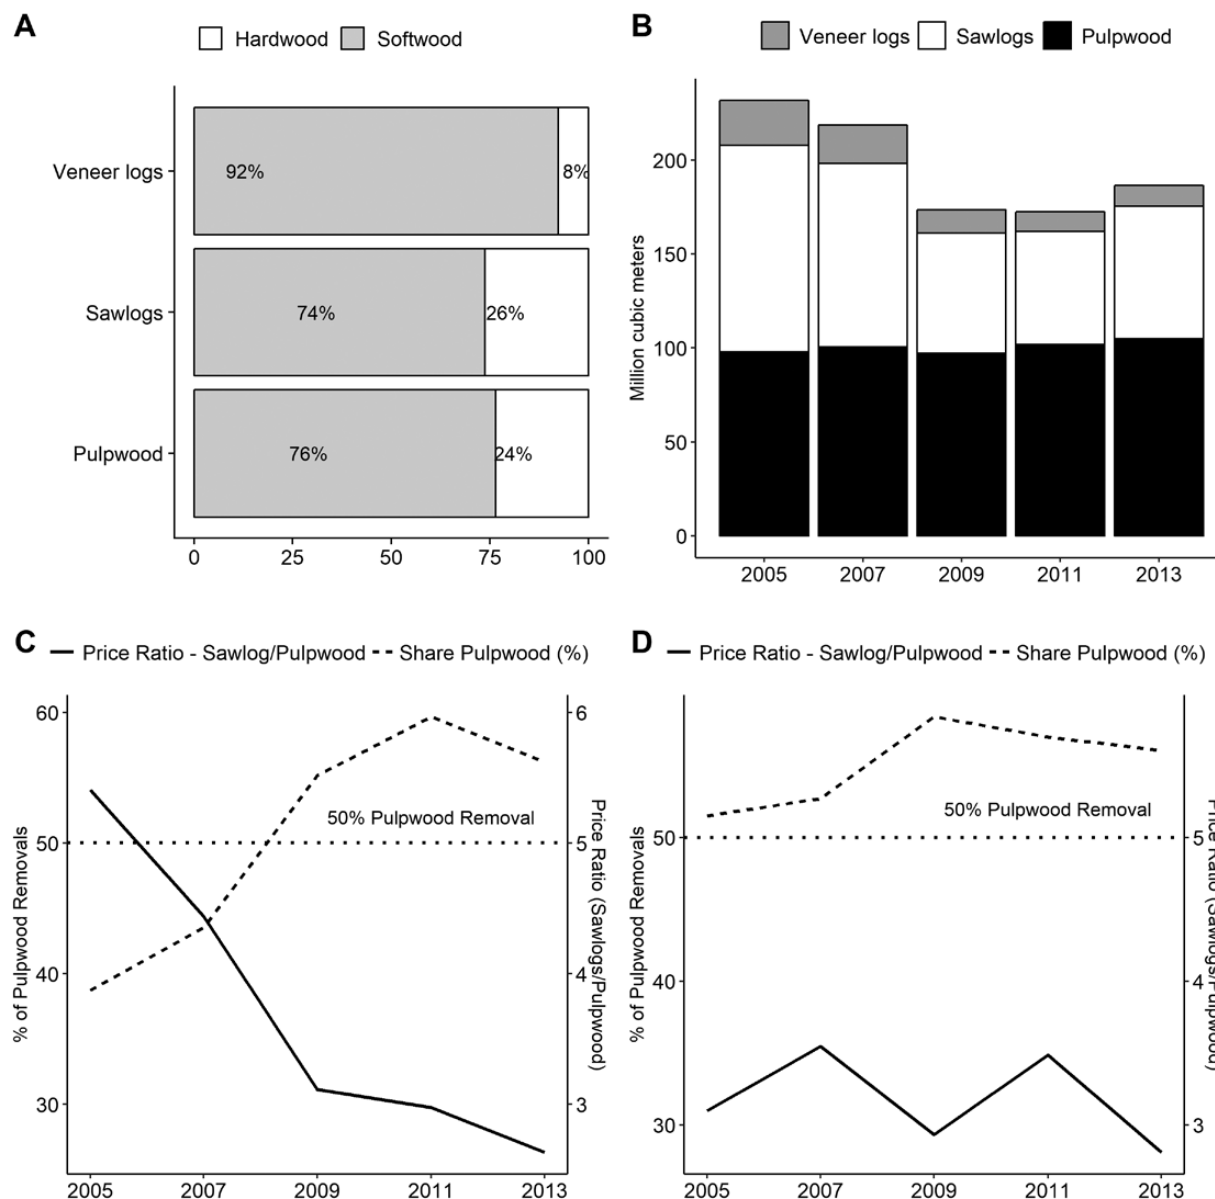 A
Hardwood Softwood
Veneer logs
92% 8%
Sawlogs
74% 26%
Pulpwood
76% 24%
0 25 50 75 100
B
Veneer logs Sawlogs Pulpwood
Million cubic meters
200
150
100
50
0
2005 2007 2009 2011 2013
C
Price Ratio - Sawlog/Pulpwood Share Pulpwood (%)
% of Pulpwood Removals
60
50
40
30
50% Pulpwood Removal
6
5
4
3
Price Ratio (Sawlogs/Pulpwood)
2005 2007 2009 2011 2013
D
Price Ratio - Sawlog/Pulpwood Share Pulpwood (%)
% of Pulpwood Removals
50
40
30
50% Pulpwood Removal
5
4
3
Price Ratio (Sawlogs/Pulpwood)
2005 2007 2009 2011 2013